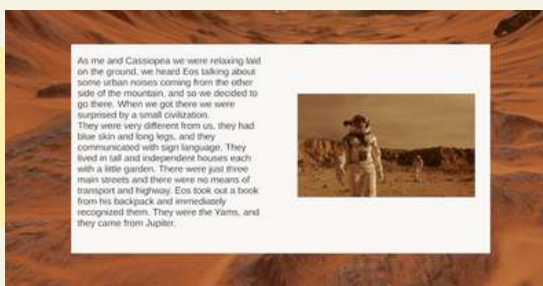 As me and Cassiopea we were relaxing laid
on the ground, we heard Eos talking about
some urban noises coming from the other
side of the mountain, and so we decided to
go there. When we got there we were
surprised by a small civilization.
They were very different from us, they had
blue skin and long legs, and they
communicated with sign language. They
lived in tall and independent houses each
with a little garden. There were just three
main streets and there were no means of
transport and highway. Eos took out a book
from his backpack and immediately
recognized them. They were the Yams, and
they came from Jupiter.